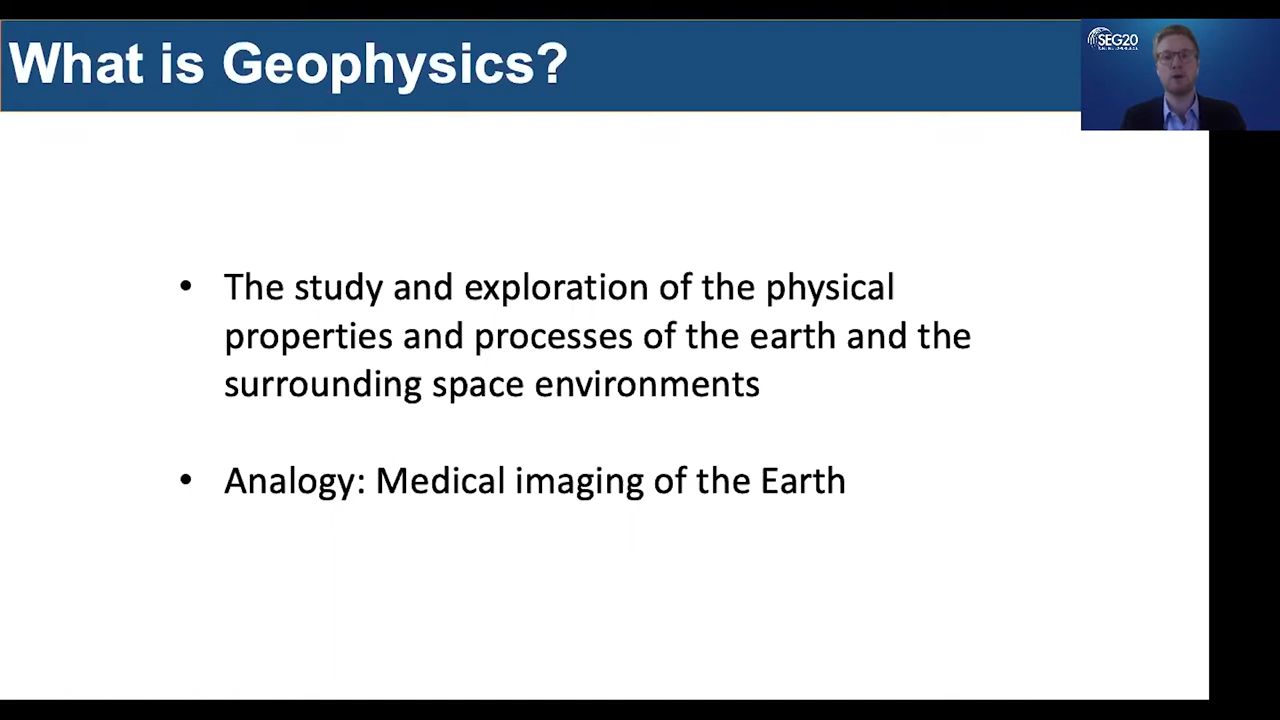 What is Geophysics?
SEG20
• The study and exploration of the physical
properties and processes of the earth and the
surrounding space environments
• Analogy: Medical imaging of the Earth